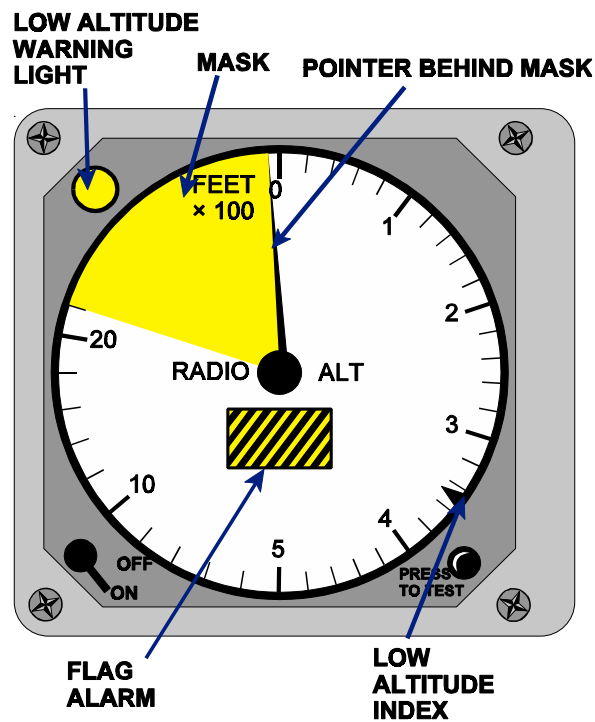 LOW ALTITUDE
WARNING
LIGHT
MASK
POINTER BEHIND MASK
FEET
× 100
0
1
2
20
RADIO
ALT
3
10
4
5
OFF
ON
PRESS
TO TEST
FLAG
ALARM
LOW
ALTITUDE
INDEX